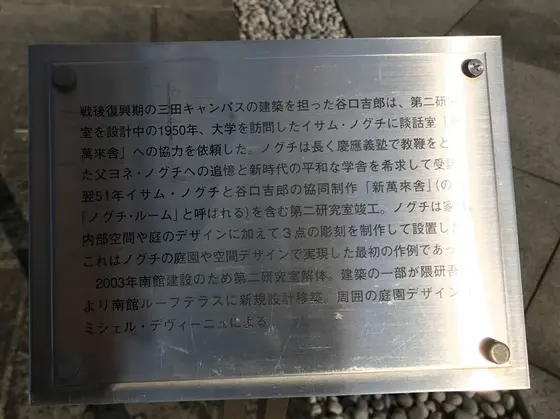 戦後復興期の三田キャンパスの建築を担った谷口吉郎は、第二研究
室を設計中の1950年、大学を訪問したイサム・ノグチに談話室「
萬來舎」への協力を依頼した。ノグチは長く慶應義塾で教鞭をと
た父ヨネ・ノグチへの追憶と新時代の平和な学舎を希求して受
翌51年イサム・ノグチと谷口吉郎の協同制作「新萬來舎」(の
「ノグチ・ルーム」と呼ばれる)を含む第二研究室竣工。ノグチは家
内部空間や庭のデザインに加えて3点の彫刻を制作して設置した
これはノグチの庭園や空間デザインで実現した最初の作例であっ
2003年南館建設のため第二研究室解体。建築の一部が隈研吾
より南館ルーフテラスに新規設計移築。周囲の庭園デザイン
ミシェル・デヴィーニュによる